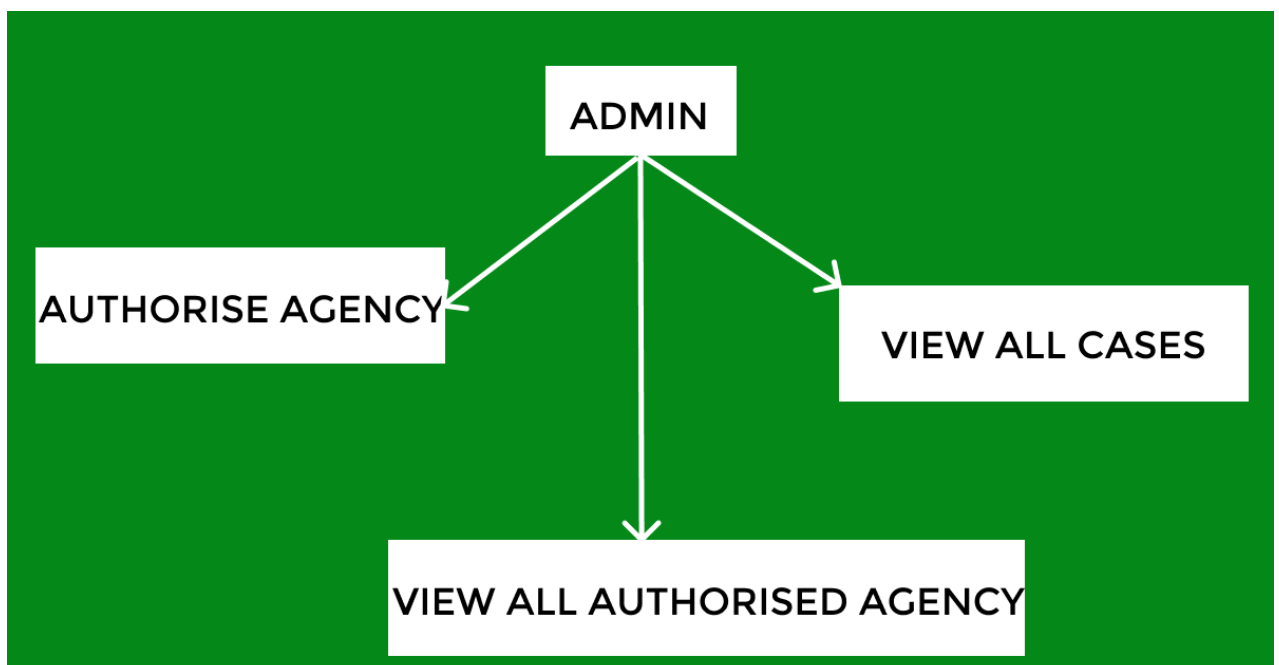 ADMIN
AUTHORISE AGENCY
VIEW ALL CASES
VIEW ALL AUTHORISED AGENCY